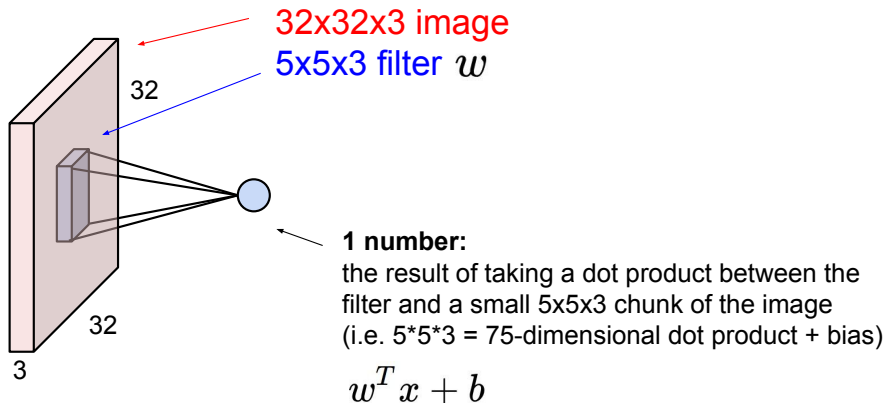 32x32x3 image
5x5x3 filter w
32
32
3
1 number:
the result of taking a dot product between the
filter and a small 5x5x3 chunk of the image
(i.e. 5*5*3 = 75-dimensional dot product + bias)
w^T x + b